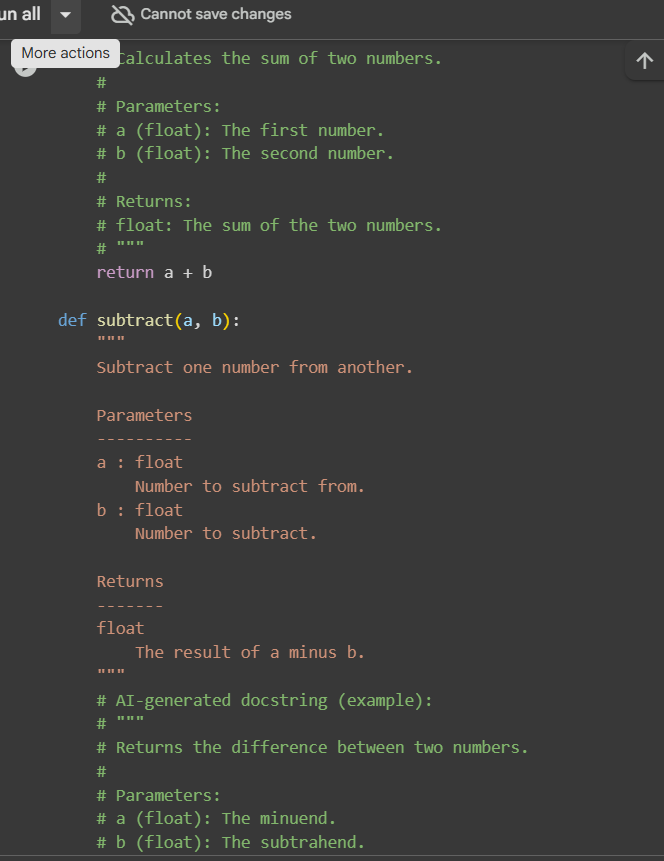 un all
Cannot save changes
More actions
Calculates the sum of two numbers.
#
# Parameters:
# a (float): The first number.
# b (float): The second number.
#
# Returns:
# float: The sum of the two numbers.
# """
return a + b
def subtract(a, b):
"""
Subtract one number from another.
Parameters
----------
a : float
Number to subtract from.
b : float
Number to subtract.
Returns
-------
float
The result of a minus b.
"""
# AI-generated docstring (example):
# """
# Returns the difference between two numbers.
#
# Parameters:
# a (float): The minuend.
# b (float): The subtrahend.